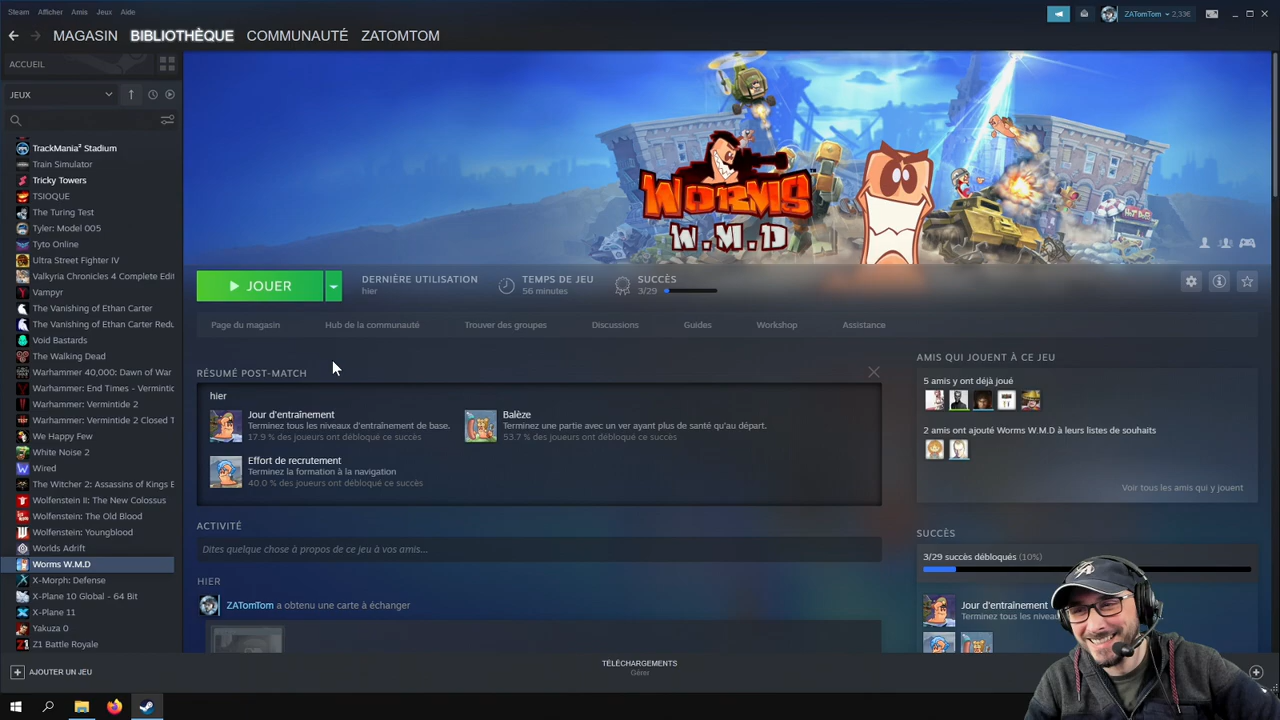 Steam Afficher Amis Jeux Aide
ZATomTom 2,33€
MAGASIN BIBLIOTHÈQUE COMMUNAUTÉ ZATOMTOM
ACCUEIL
JEUX
TrackMania² Stadium
Train Simulator
Tricky Towers
TSIOQUE
The Turing Test
Tyler: Model 005
Tyto Online
Ultra Street Fighter IV
Valkyria Chronicles 4 Complete Edit
Vampyr
The Vanishing of Ethan Carter
The Vanishing of Ethan Carter Redu
Void Bastards
The Walking Dead
Warhammer 40,000: Dawn of War
Warhammer: End Times - Vermintic
Warhammer: Vermintide 2
Warhammer: Vermintide 2 Closed T
We Happy Few
White Noise 2
Wired
The Witcher 2: Assassins of Kings E
Wolfenstein II: The New Colossus
Wolfenstein: The Old Blood
Wolfenstein: Youngblood
Worlds Adrift
Worms W.M.D
X-Morph: Defense
X-Plane 10 Global - 64 Bit
X-Plane 11
Yakuza 0
Z1 Battle Royale
AJOUTER UN JEU
WORMS
W.M.D
JOUER
DERNIÈRE UTILISATION
hier
TEMPS DE JEU
56 minutes
SUCCÈS
3/29
Page du magasin Hub de la communauté Trouver des groupes Discussions Guides Workshop Assistance
RÉSUMÉ POST-MATCH
hier
Jour d'entraînement
Terminez tous les niveaux d'entraînement de base.
17.9 % des joueurs ont débloqué ce succès
Balèze
Terminez une partie avec un ver ayant plus de santé qu'au départ.
53.7 % des joueurs ont débloqué ce succès
Effort de recrutement
Terminez la formation à la navigation
40.0 % des joueurs ont débloqué ce succès
ACTIVITÉ
Dites quelque chose à propos de ce jeu à vos amis...
HIER
ZATomTom a obtenu une carte à échanger
AMIS QUI JOUENT À CE JEU
5 amis y ont déjà joué
2 amis ont ajouté Worms W.M.D à leurs listes de souhaits
Voir tous les amis qui y jouent
SUCCÈS
3/29 succès débloqués (10%)
Jour d'entraînement
Terminez tous les nivea
TÉLÉCHARGEMENTS
Gérer